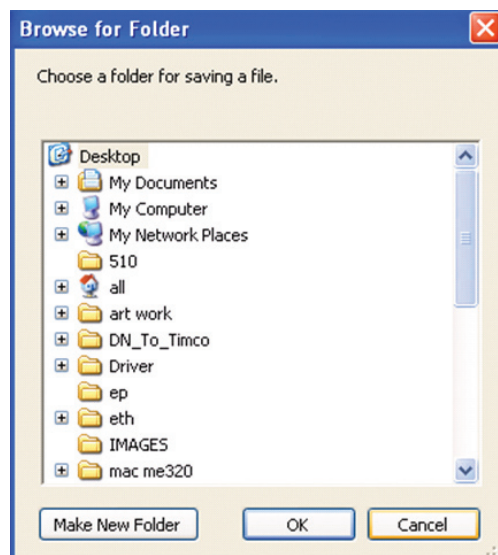 Browse for Folder
Choose a folder for saving a file.
Desktop
My Documents
My Computer
My Network Places
510
all
art work
DN_To_Timco
Driver
ep
eth
IMAGES
mac me320
Make New Folder OK Cancel